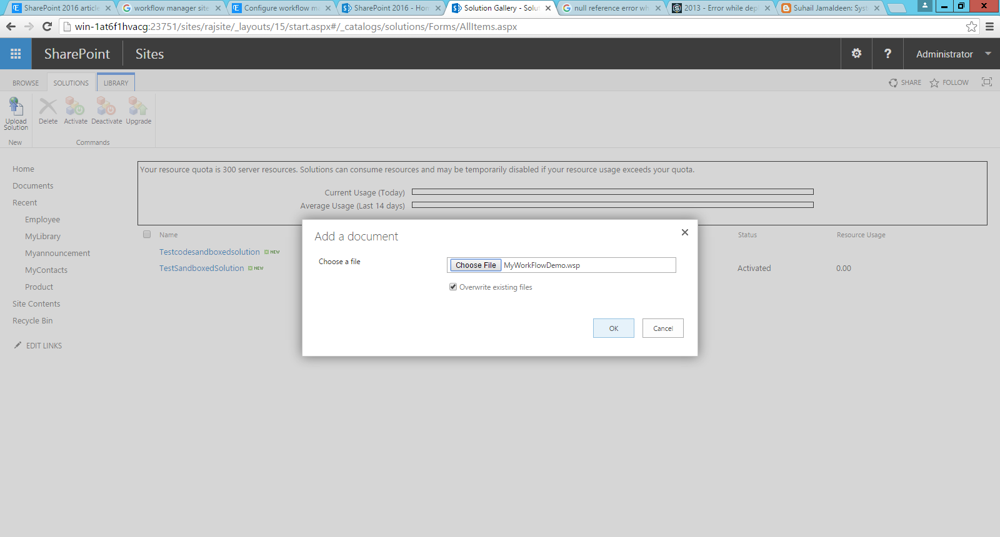 SharePoint 2016 article
workflow manager site
Configure workflow m
SharePoint 2016 - Hom
Solution Gallery - Solut
null reference error wh
2013 - Error while depl
Suhail Jamaldeen: Syst
win-1at6f1hvacg:23751/sites/rajsite/_layouts/15/start.aspx#/_catalogs/solutions/Forms/AllItems.aspx
SharePoint
Sites
?
Administrator
BROWSE
SOLUTIONS
LIBRARY
SHARE
FOLLOW
Upload
Solution
Delete
Activate
Deactivate
Upgrade
New
Commands
Home
Documents
Recent
Employee
MyLibrary
Myannouncement
MyContacts
Product
Site Contents
Recycle Bin
EDIT LINKS
Your resource quota is 300 server resources. Solutions can consume resources and may be temporarily disabled if your resource usage exceeds your quota.
Current Usage (Today)
Average Usage (Last 14 days)
Name
Status
Resource Usage
Testcodesandboxedsolution NEW
TestSandboxedSolution NEW
Activated
0.00
Add a document
Choose a file
Choose File MyWorkFlowDemo.wsp
Overwrite existing files
OK
Cancel